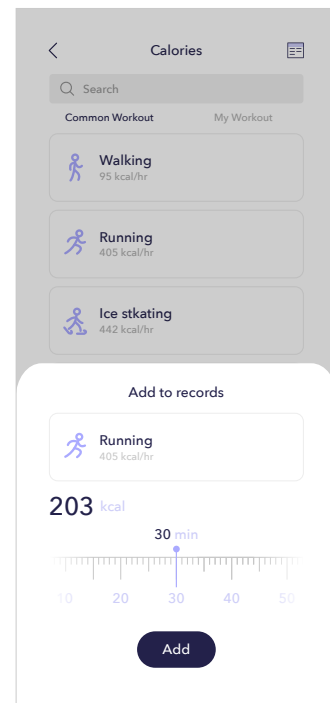 Calories
Search
Common Workout My Workout
Walking
95 kcal/hr
Running
405 kcal/hr
Ice stkating
442 kcal/hr
Add to records
Running
405 kcal/hr
203 kcal
30 min
10 20 30 40 50
Add